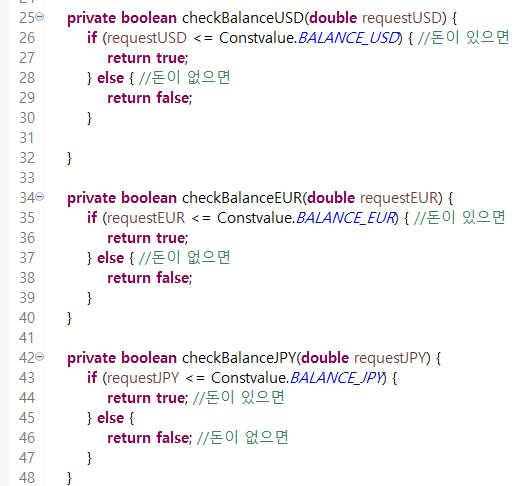 25 private boolean checkBalanceUSD(double requestUSD) {
26 if (requestUSD <= Constvalue.BALANCE_USD) { //돈이 있으면
27 return true;
28 } else { //돈이 없으면
29 return false;
30 }
31
32 }
33
34 private boolean checkBalanceEUR(double requestEUR) {
35 if (requestEUR <= Constvalue.BALANCE_EUR) { //돈이 있으면
36 return true;
37 } else { //돈이 없으면
38 return false;
39 }
40 }
41
42 private boolean checkBalanceJPY(double requestJPY) {
43 if (requestJPY <= Constvalue.BALANCE_JPY) {
44 return true; //돈이 있으면
45 } else {
46 return false; //돈이 없으면
47 }
48 }